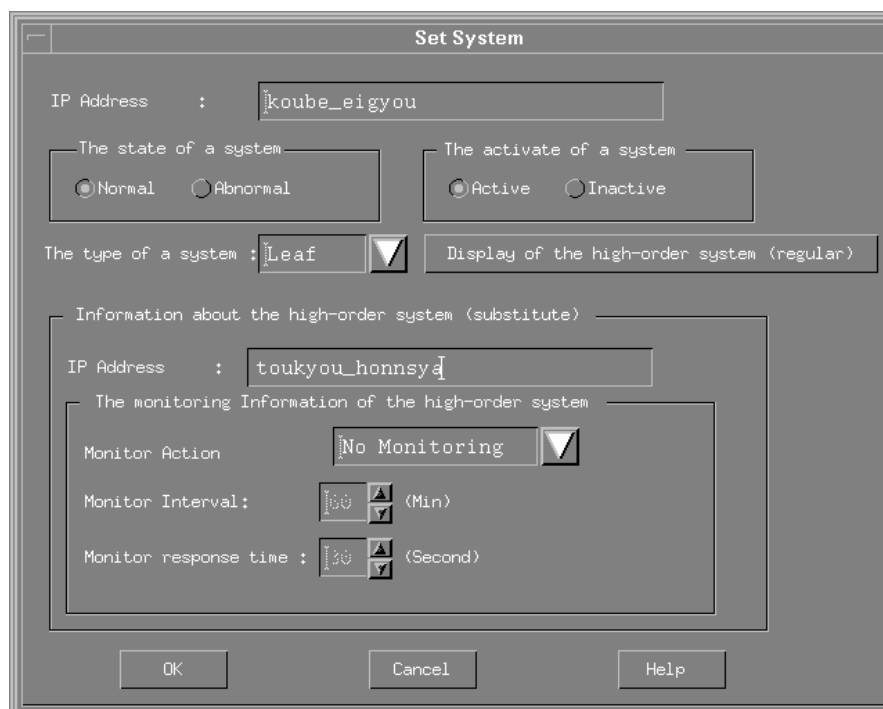 Set System
IP Address :
koube_eigyou
The state of a system
Normal Abnormal
The activate of a system
Active Inactive
The type of a system : Leaf
Display of the high-order system (regular)
Information about the high-order system (substitute)
IP Address :
toukyou_honnsya
The monitoring Information of the high-order system
Monitor Action
No Monitoring
Monitor Interval: 60 (Min)
Monitor response time : 30 (Second)
OK Cancel Help